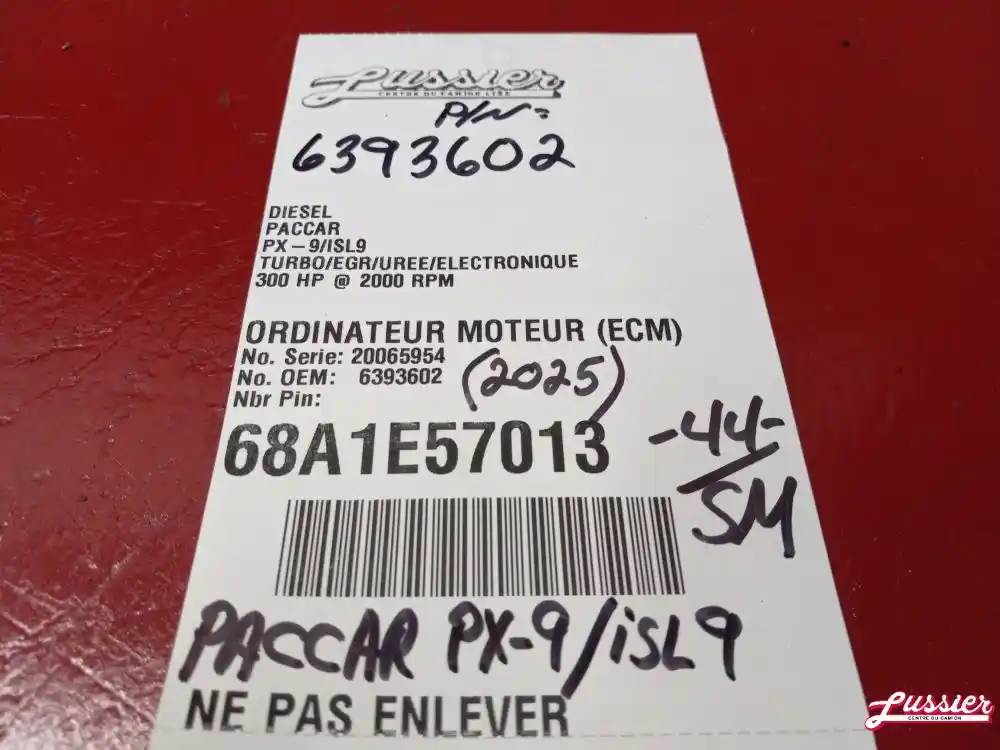 Lussier
CENTRE DU CAMION LTÉE
P/N:
6393602
DIESEL
PACCAR
PX-9/ISL9
TURBO/EGR/UREE/ELECTRONIQUE
300 HP @ 2000 RPM
ORDINATEUR MOTEUR (ECM)
No. Serie: 20065954
No. OEM: 6393602
(2025)
Nbr Pin:
68A1E57013
-44-
SM
PACCAR PX-9/iSL9
NE PAS ENLEVER
Lussier
CENTRE DU CAMION